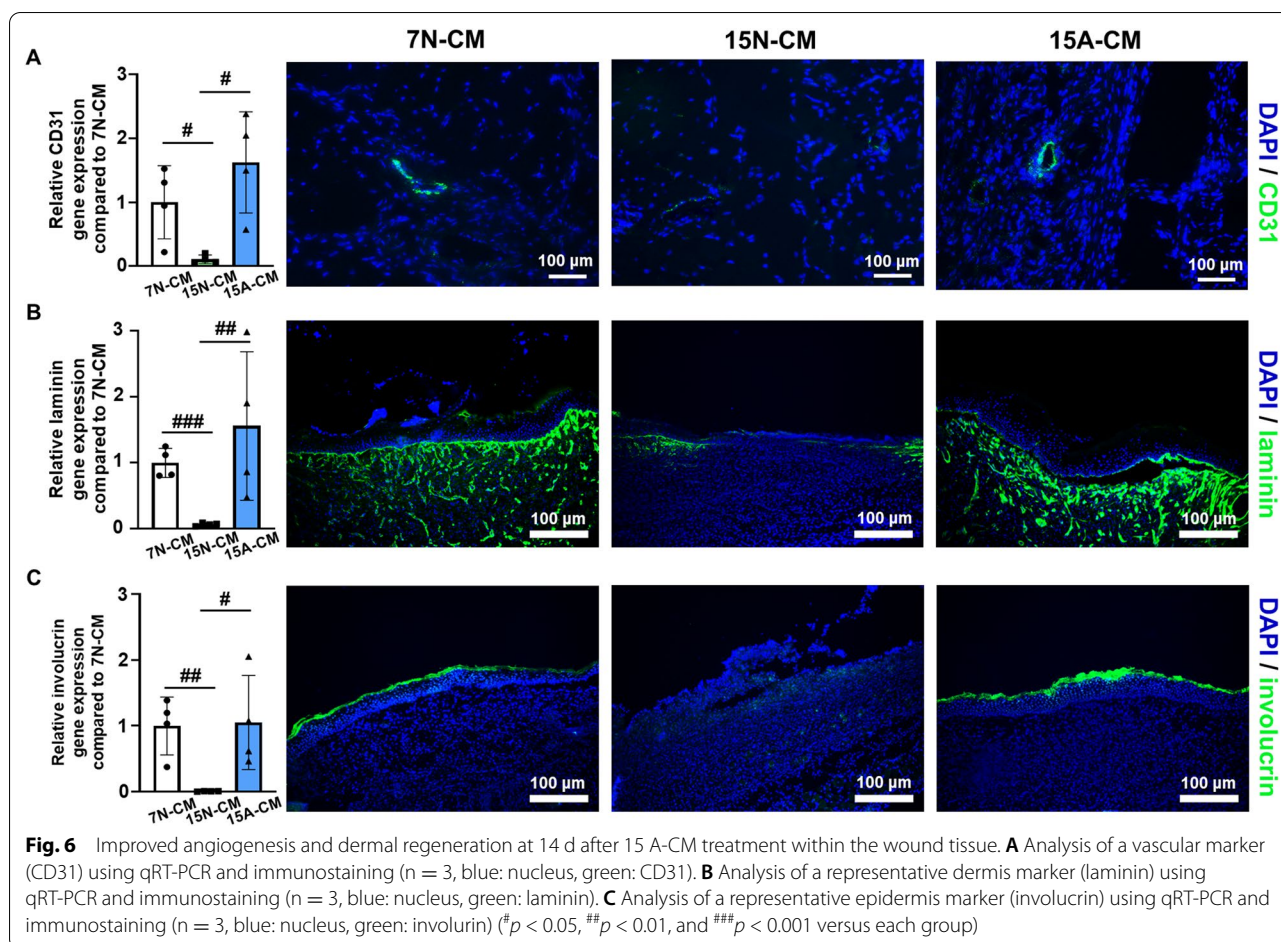 7N-CM 15N-CM 15A-CM
A
Relative CD31
gene expression
compared to 7N-CM
3
2
1
0
#
#
7N-CM 15N-CM 15A-CM
100 µm
100 µm
100 µm
DAPI / CD31
B
Relative laminin
gene expression
compared to 7N-CM
3
2
1
0
###
##
7N-CM 15N-CM 15A-CM
100 µm
100 µm
100 µm
DAPI / laminin
C
Relative involucrin
gene expression
compared to 7N-CM
3
2
1
0
##
#
7N-CM 15N-CM 15A-CM
100 µm
100 µm
100 µm
DAPI / involucrin
Fig. 6 Improved angiogenesis and dermal regeneration at 14 d after 15 A-CM treatment within the wound tissue. A Analysis of a vascular marker
(CD31) using qRT-PCR and immunostaining (n = 3, blue: nucleus, green: CD31). B Analysis of a representative dermis marker (laminin) using
qRT-PCR and immunostaining (n = 3, blue: nucleus, green: laminin). C Analysis of a representative epidermis marker (involucrin) using qRT-PCR and
immunostaining (n = 3, blue: nucleus, green: involurin) (#p < 0.05, ##p < 0.01, and ###p < 0.001 versus each group)